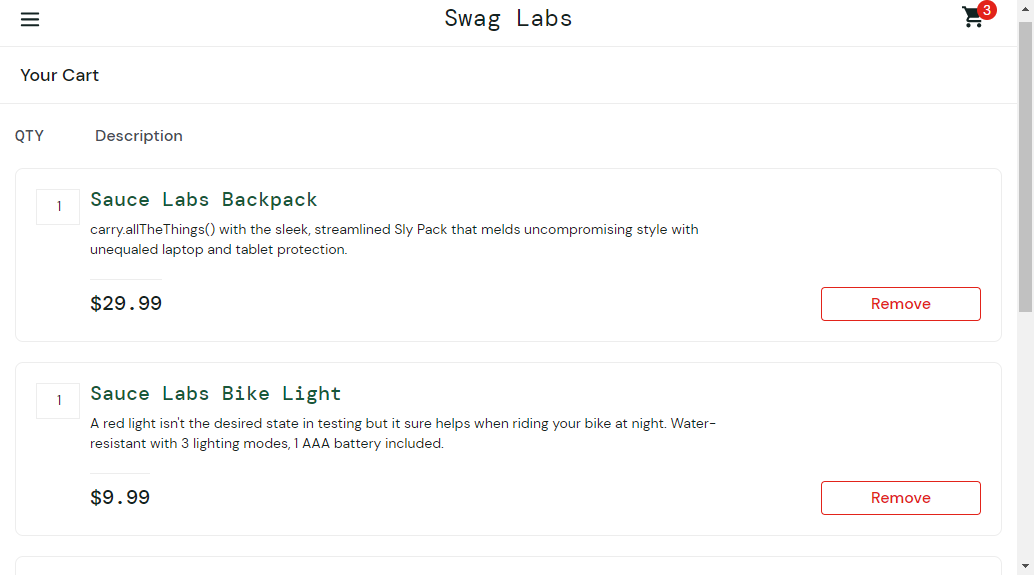 Swag Labs
3
Your Cart
QTY Description
1
Sauce Labs Backpack
carry.allTheThings() with the sleek, streamlined Sly Pack that melds uncompromising style with
unequaled laptop and tablet protection.
$29.99
Remove
1
Sauce Labs Bike Light
A red light isn't the desired state in testing but it sure helps when riding your bike at night. Water-
resistant with 3 lighting modes, 1 AAA battery included.
$9.99
Remove